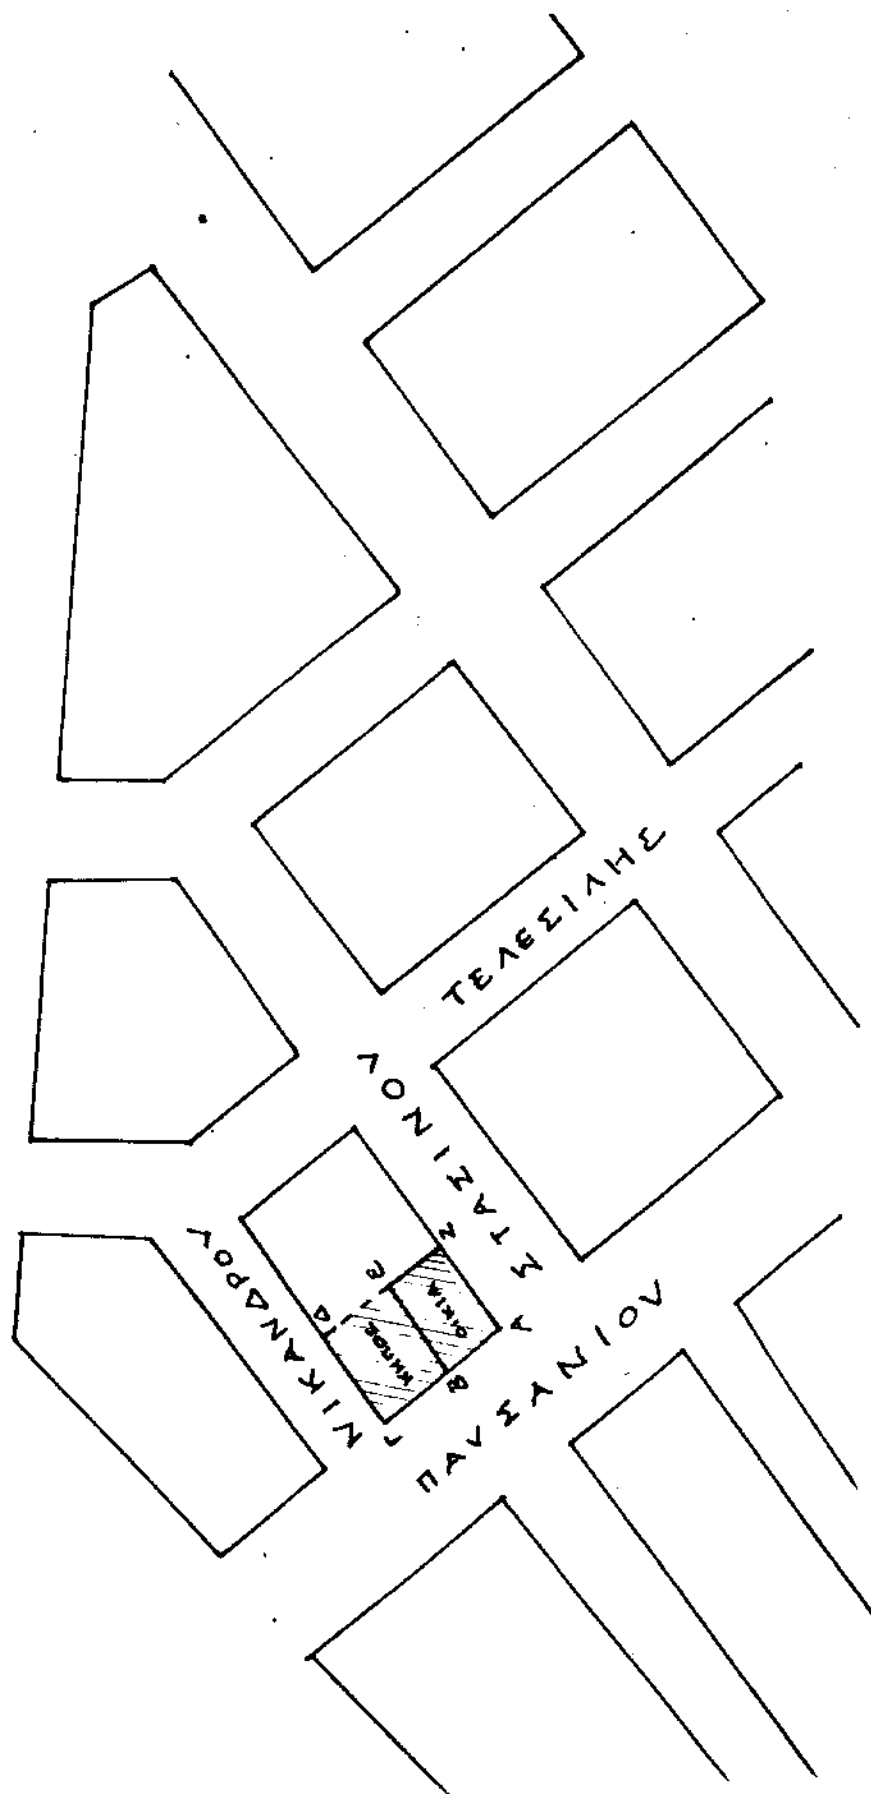 ΤΕΛΕΣΙΛΗΣ
ΣΤΑΣΙΝΟΥ
ΝΙΚΑΝΔΡΟΥ
ΠΑΥΣΑΝΙΟΥ
Ζ
Ε
Δ
ΟΙΚΙΑ
ΚΗΠΟΣ
Α
Β
Γ